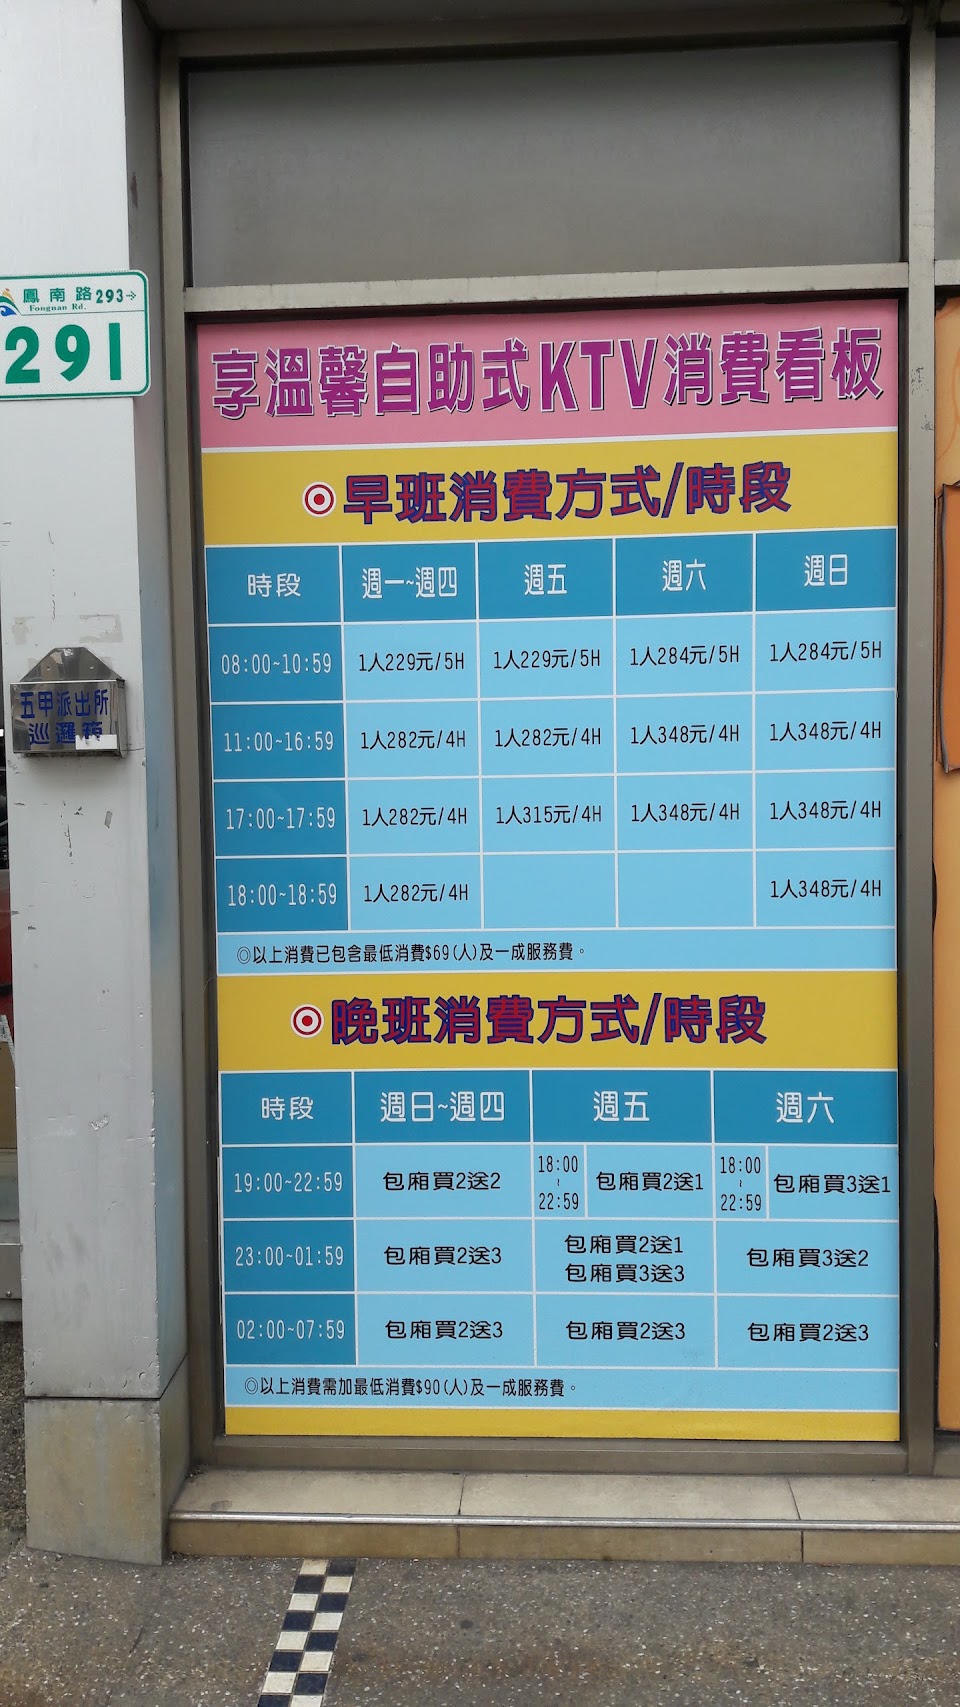 鳳南路 293→
Fongnan Rd.
291
五甲派出所
巡邏箱
享溫馨自助式KTV消費看板
早班消費方式/時段
時段 週一~週四 週五 週六 週日
08:00~10:59 1人229元/5H 1人229元/5H 1人284元/5H 1人284元/5H
11:00~16:59 1人282元/4H 1人282元/4H 1人348元/4H 1人348元/4H
17:00~17:59 1人282元/4H 1人315元/4H 1人348元/4H 1人348元/4H
18:00~18:59 1人282元/4H 1人348元/4H
◎以上消費已包含最低消費$69(人)及一成服務費。
晚班消費方式/時段
時段 週日~週四 週五 週六
19:00~22:59 包廂買2送2 18:00~22:59 包廂買2送1 18:00~22:59 包廂買3送1
23:00~01:59 包廂買2送3 包廂買2送1 包廂買3送2
包廂買3送3
02:00~07:59 包廂買2送3 包廂買2送3 包廂買2送3
◎以上消費需加最低消費$90(人)及一成服務費。